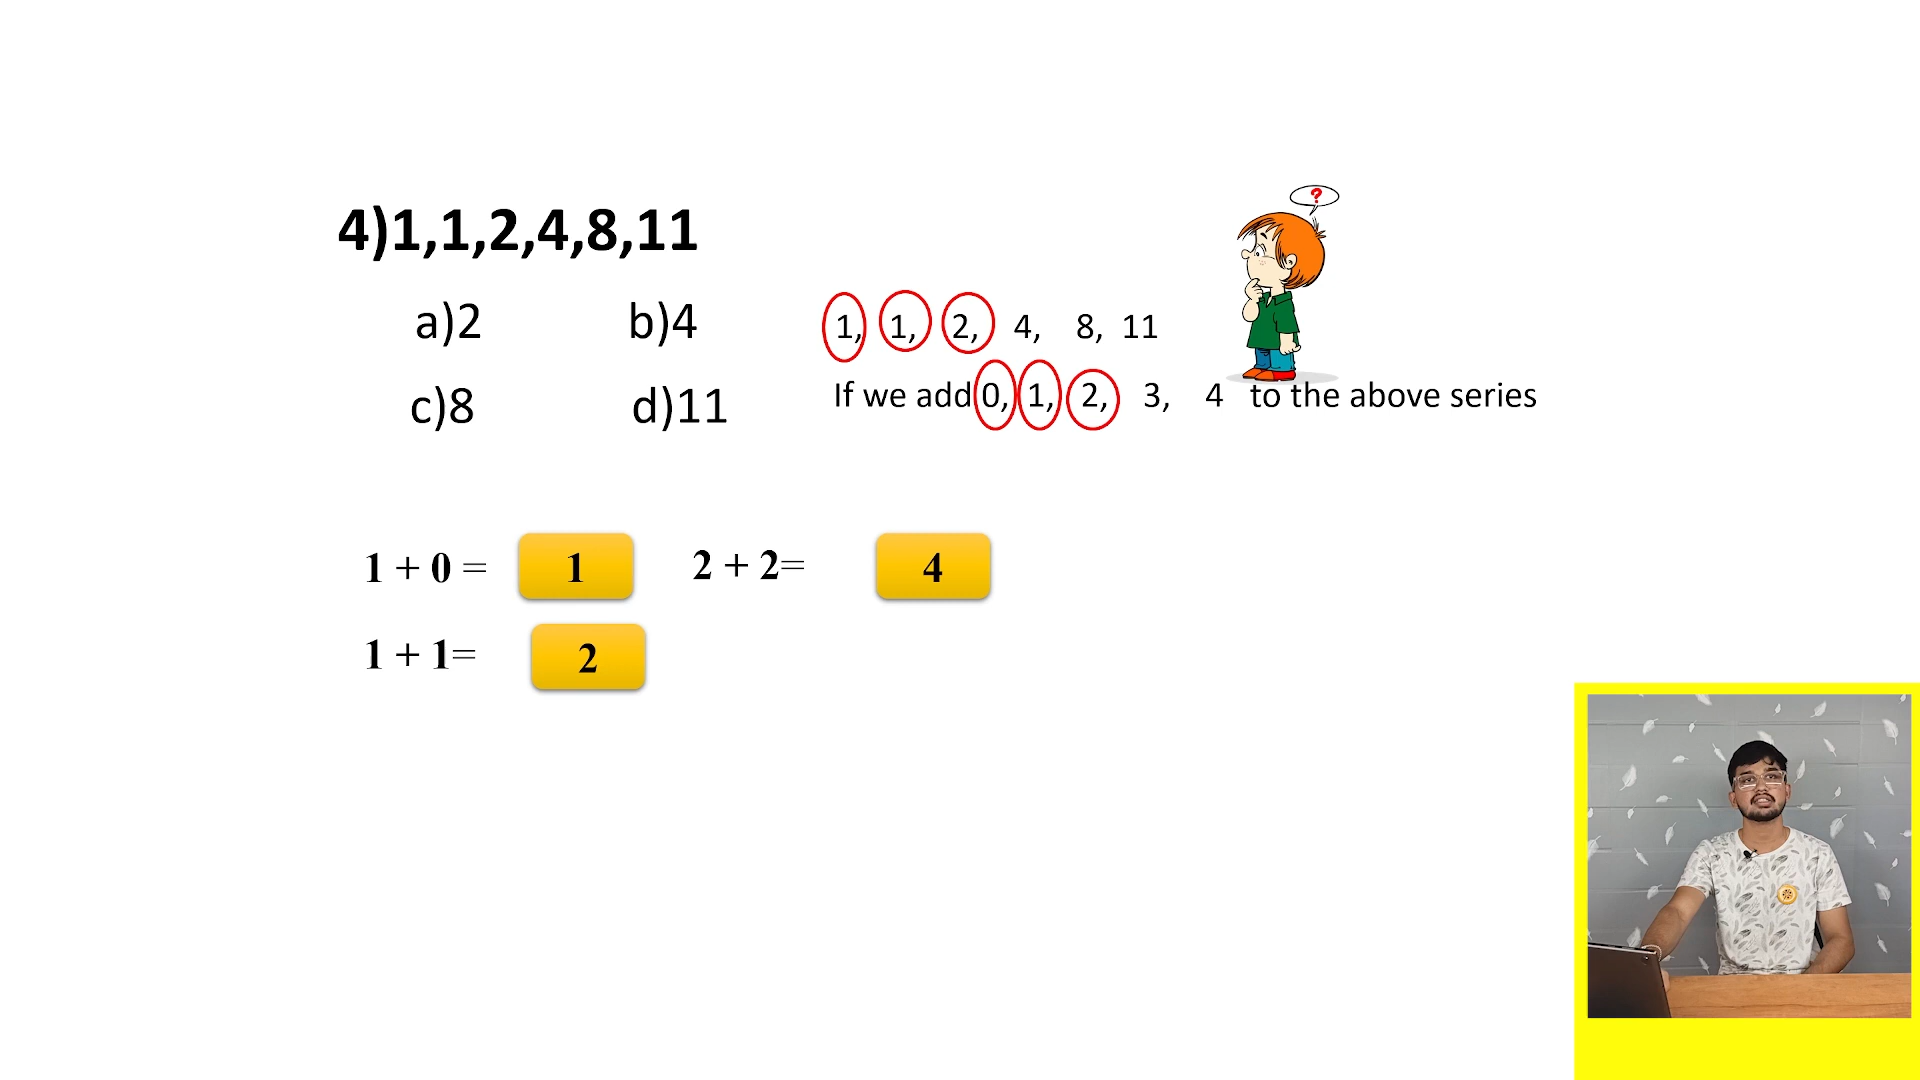 4)1,1,2,4,8,11
a)2 b)4
c)8 d)11
?
1, 1, 2, 4, 8, 11
If we add 0, 1, 2, 3, 4 to the above series
1 + 0 = 1 2 + 2= 4
1 + 1= 2